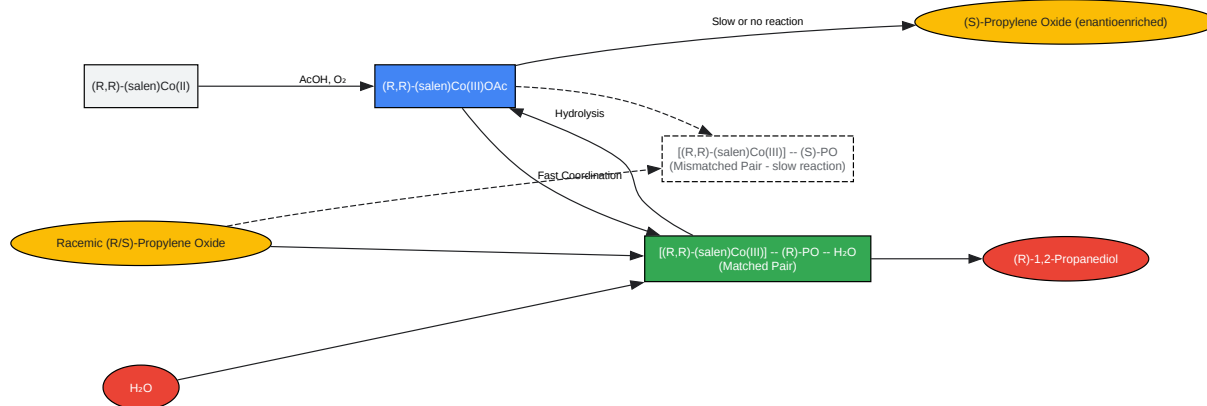 Slow or no reaction
(S)-Propylene Oxide (enantioenriched)
(R,R)-(salen)Co(II)
AcOH, O₂
(R,R)-(salen)Co(III)OAc
Hydrolysis
[(R,R)-(salen)Co(III)] -- (S)-PO
(Mismatched Pair - slow reaction)
Fast Coordination
Racemic (R/S)-Propylene Oxide
[(R,R)-(salen)Co(III)] -- (R)-PO -- H₂O
(Matched Pair)
(R)-1,2-Propanediol
H₂O